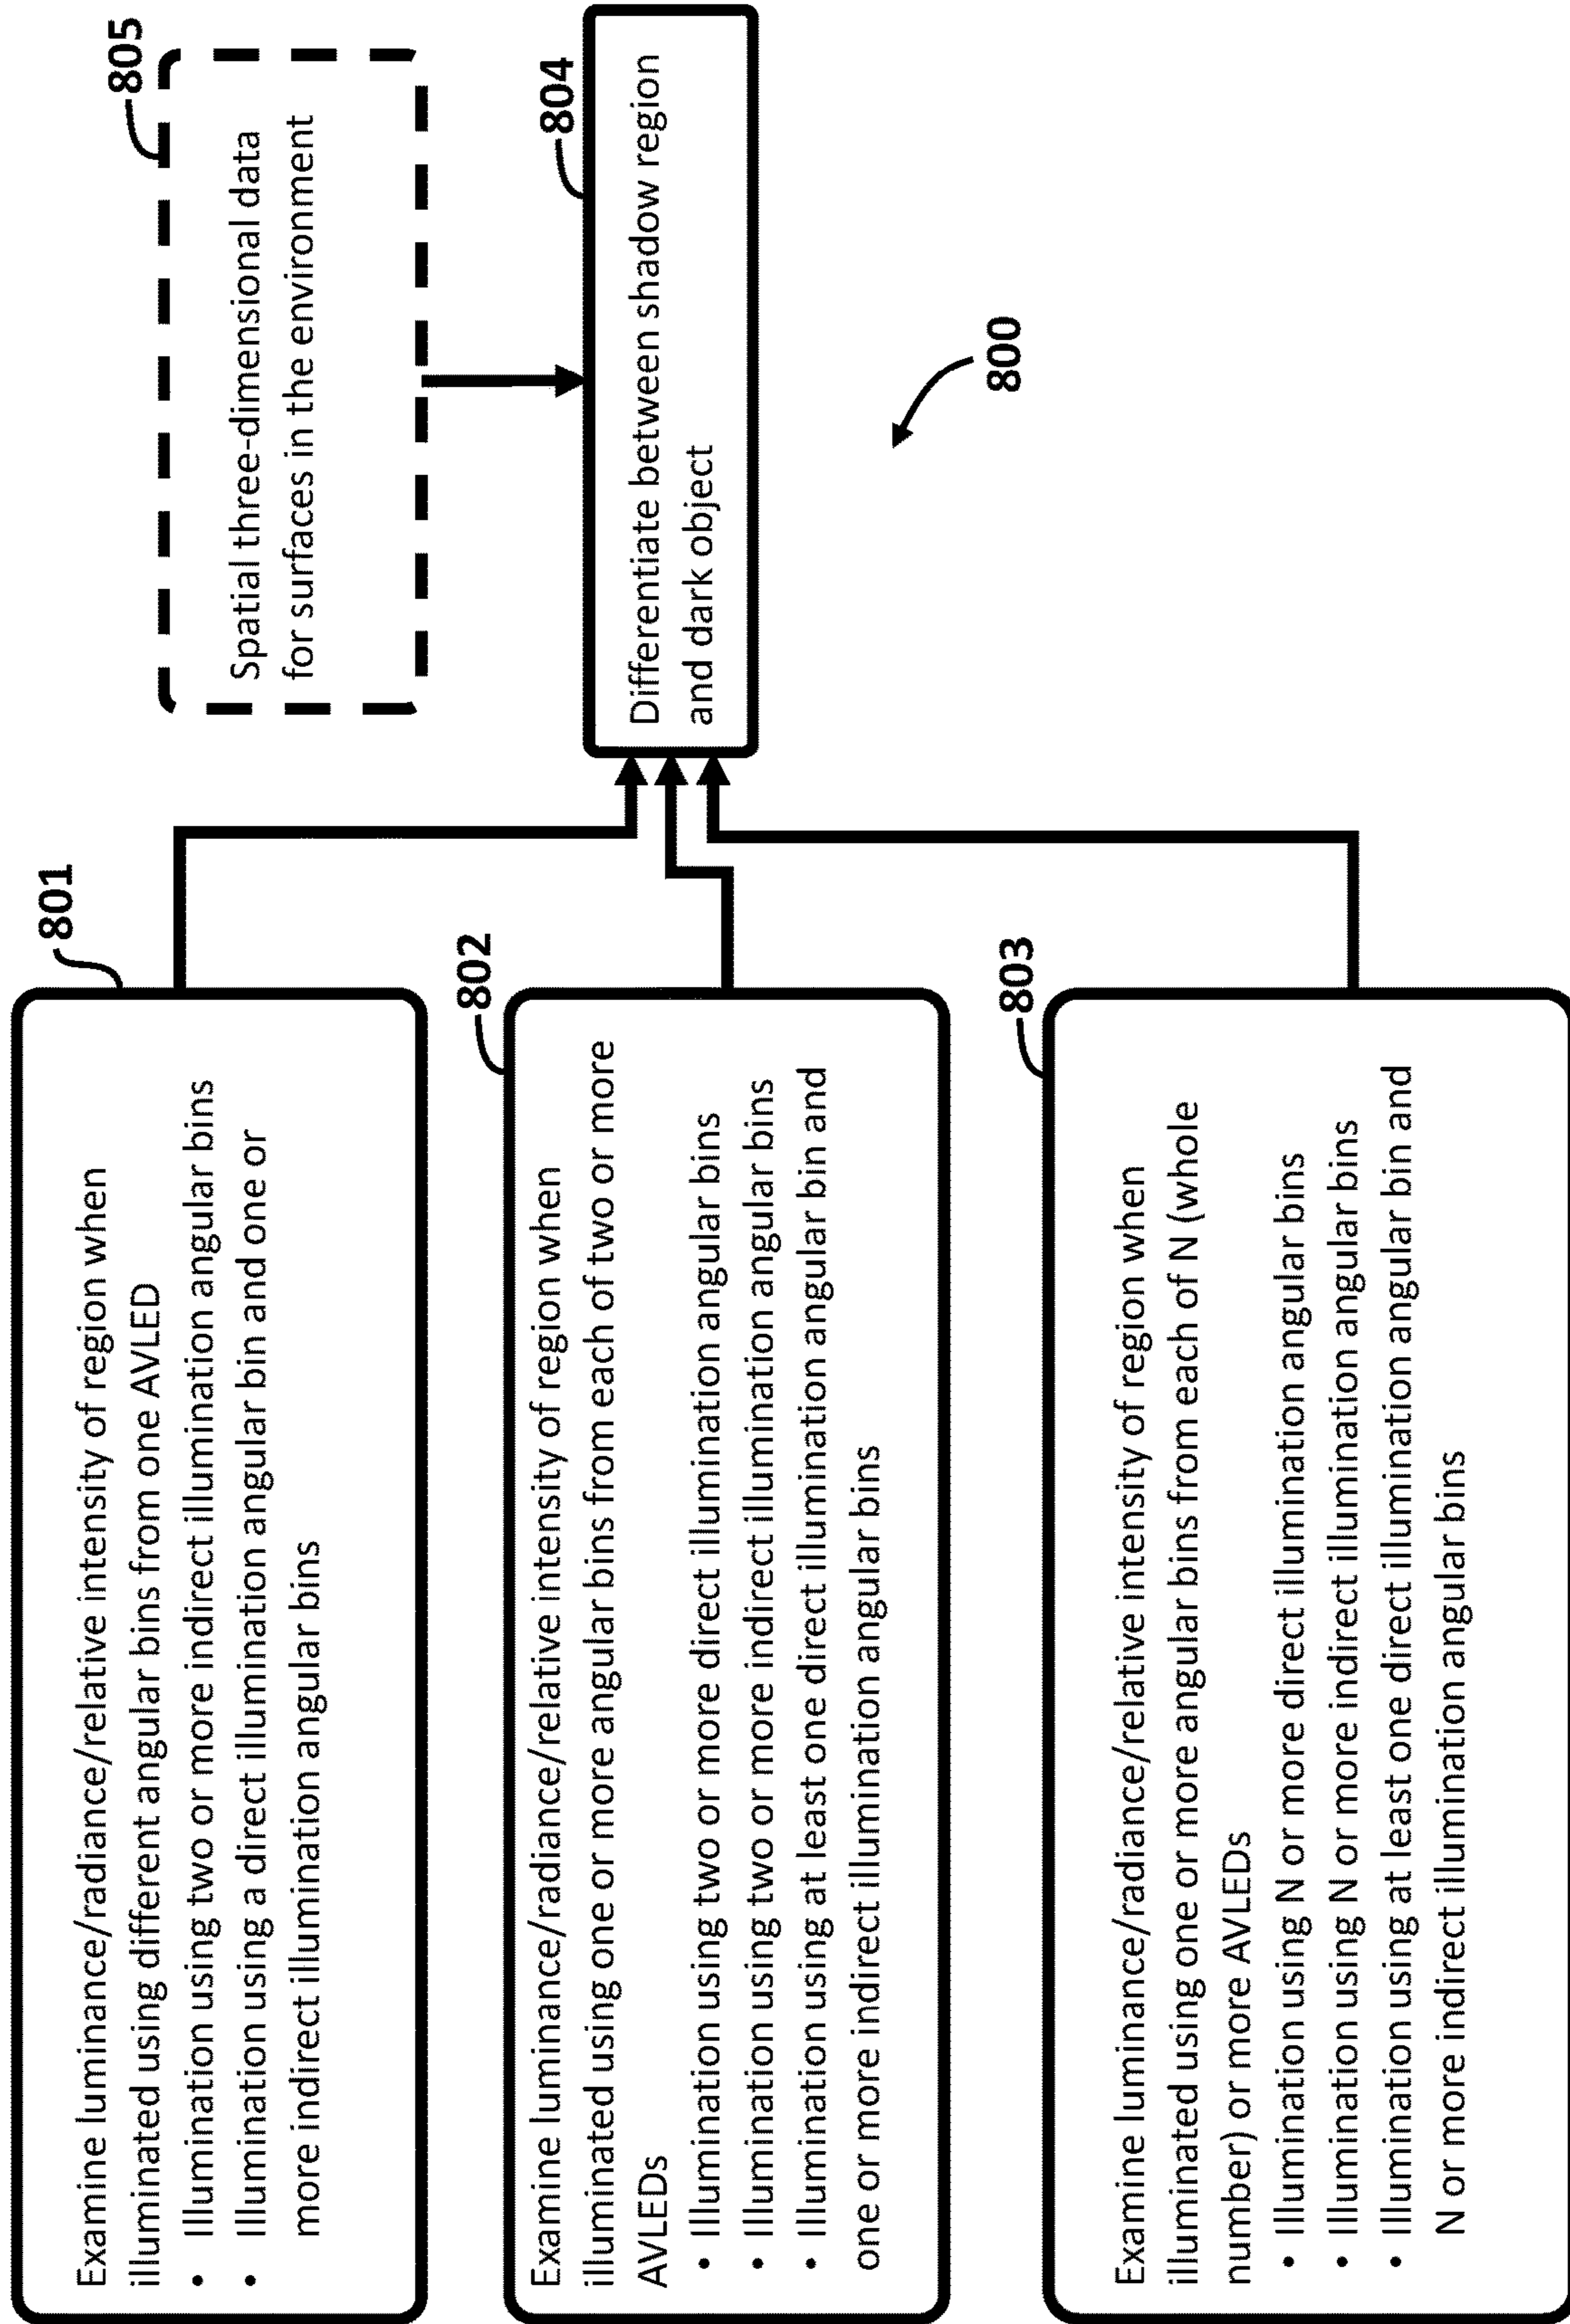 801
Examine luminance/radiance/relative intensity of region when
illuminated using different angular bins from one AVLED
• Illumination using two or more indirect illumination angular bins
• Illumination using a direct illumination angular bin and one or
more indirect illumination angular bins
802
Examine luminance/radiance/relative intensity of region when
illuminated using one or more angular bins from each of two or more
AVLEDs
• Illumination using two or more direct illumination angular bins
• Illumination using two or more indirect illumination angular bins
• Illumination using at least one direct illumination angular bin and
one or more indirect illumination angular bins
803
Examine luminance/radiance/relative intensity of region when
illuminated using one or more angular bins from each of N (whole
number) or more AVLEDs
• Illumination using N or more direct illumination angular bins
• Illumination using N or more indirect illumination angular bins
• Illumination using at least one direct illumination angular bin and
N or more indirect illumination angular bins
805
Spatial three-dimensional data
for surfaces in the environment
804
Differentiate between shadow region
and dark object
800